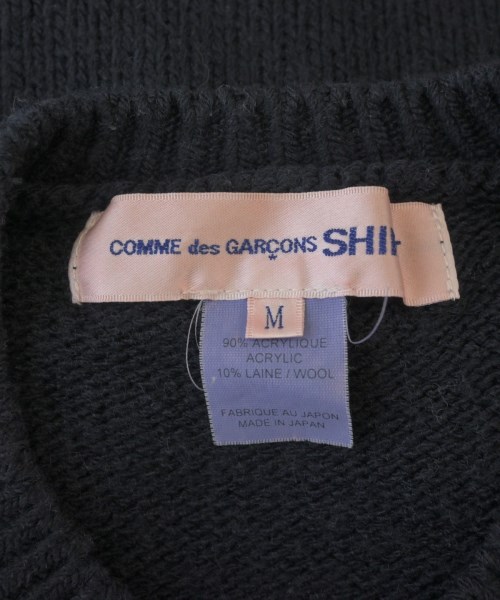 COMME des GARÇONS SHIR
M
90% ACRYLIQUE
ACRYLIC
10% LAINE / WOOL
FABRIQUE AU JAPON
MADE IN JAPAN